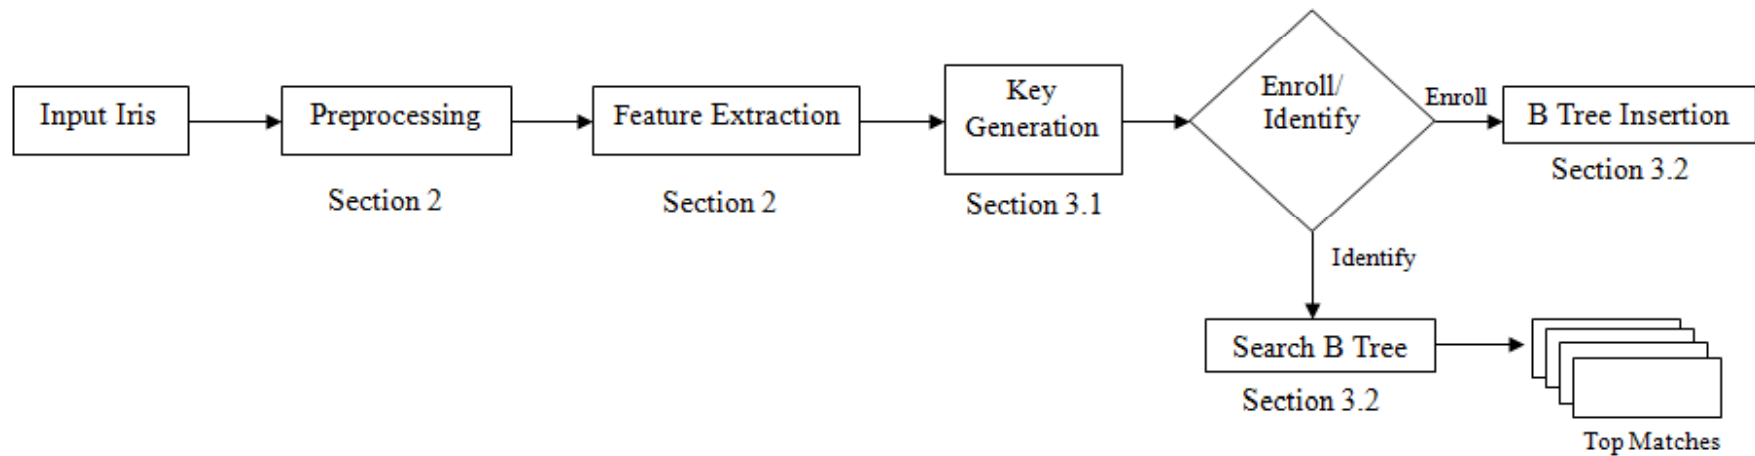 Input Iris
Preprocessing
Section 2
Feature Extraction
Section 2
Key
Generation
Section 3.1
Enroll/
Identify
Enroll
B Tree Insertion
Section 3.2
Identify
Search B Tree
Section 3.2
Top Matches